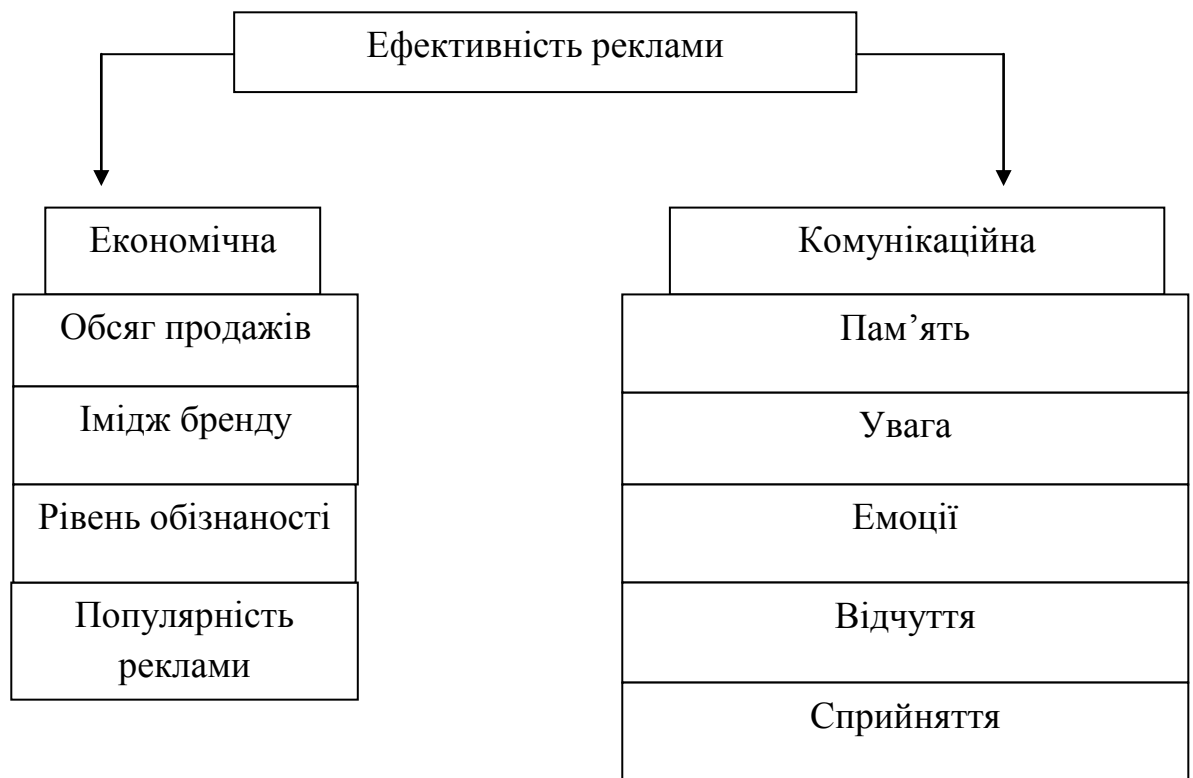 Ефективність реклами
Економічна
Обсяг продажів
Імідж бренду
Рівень обізнаності
Популярність
реклами
Комунікаційна
Пам’ять
Увага
Емоції
Відчуття
Сприйняття